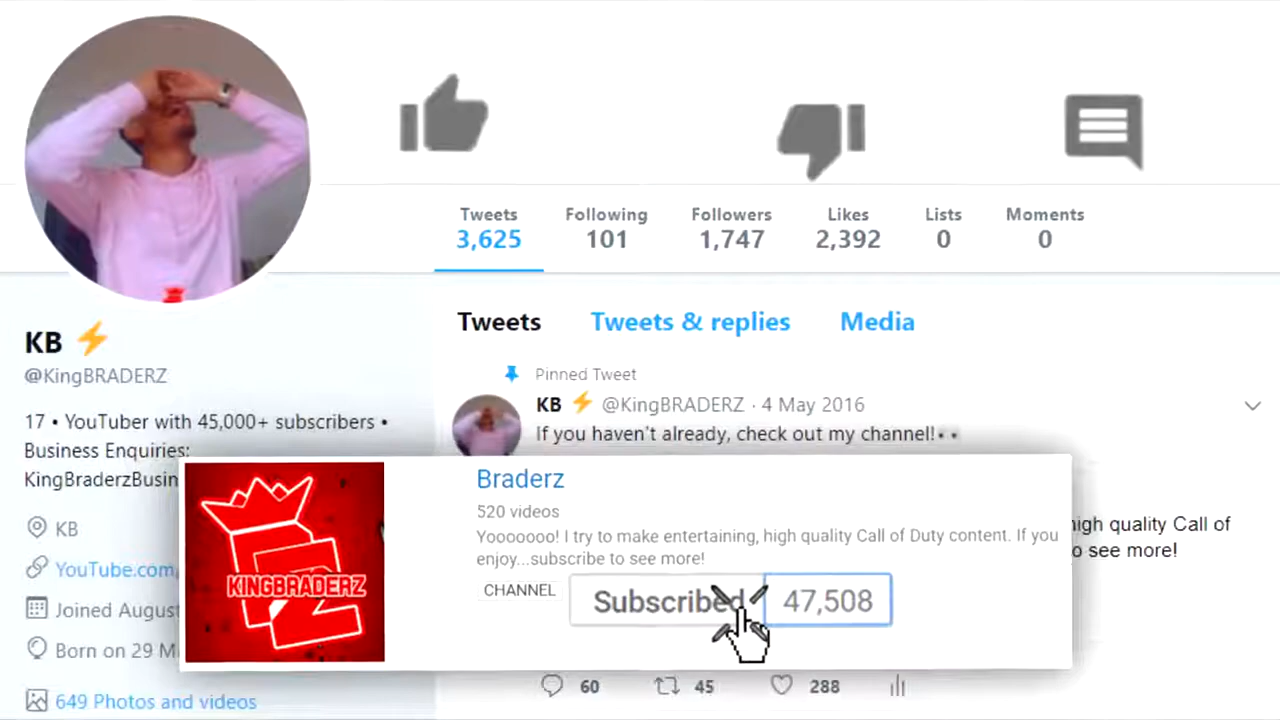 Tweets Following Followers Likes Lists Moments
3,625 101 1,747 2,392 0 0
KB ⚡
@KingBRADERZ
17 • YouTuber with 45,000+ subscribers •
Business Enquiries:
KingBraderzBusin
KB
YouTube.com/
Joined August
Born on 29 M
649 Photos and videos
Tweets Tweets & replies Media
Pinned Tweet
KB ⚡ @KingBRADERZ · 4 May 2016
If you haven't already, check out my channel!
high quality Call of
o see more!
KINGBRADERZ
Braderz
520 videos
Yooooooo! I try to make entertaining, high quality Call of Duty content. If you
enjoy...subscribe to see more!
CHANNEL Subscribed 47,508
60 45 288